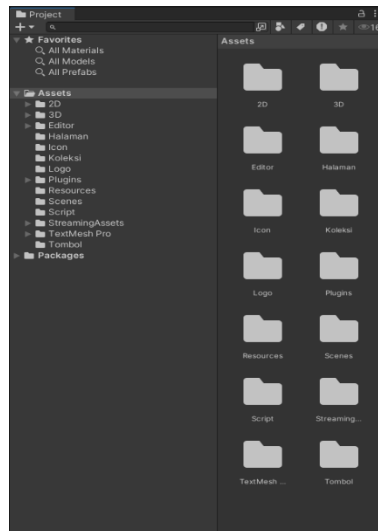 Project
16
Favorites
All Materials
All Models
All Prefabs
Assets
2D
3D
Editor
Halaman
Icon
Koleksi
Logo
Plugins
Resources
Scenes
Script
StreamingAssets
TextMesh Pro
Tombol
Packages
Assets
2D 3D
Editor Halaman
Icon Koleksi
Logo Plugins
Resources Scenes
Script Streaming...
TextMesh ... Tombol